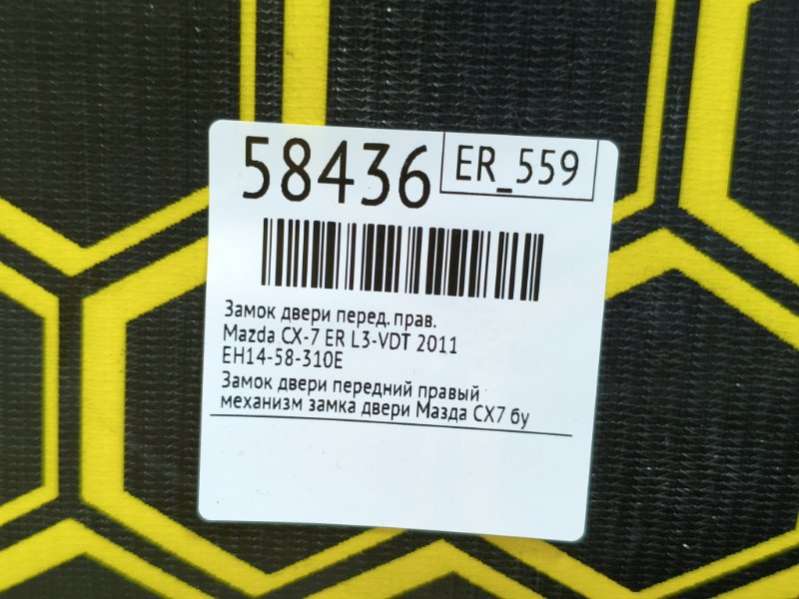 58436
ER_559
Замок двери перед. прав.
Mazda CX-7 ER L3-VDT 2011
EH14-58-310E
Замок двери передний правый
механизм замка двери Мазда СХ7 бу